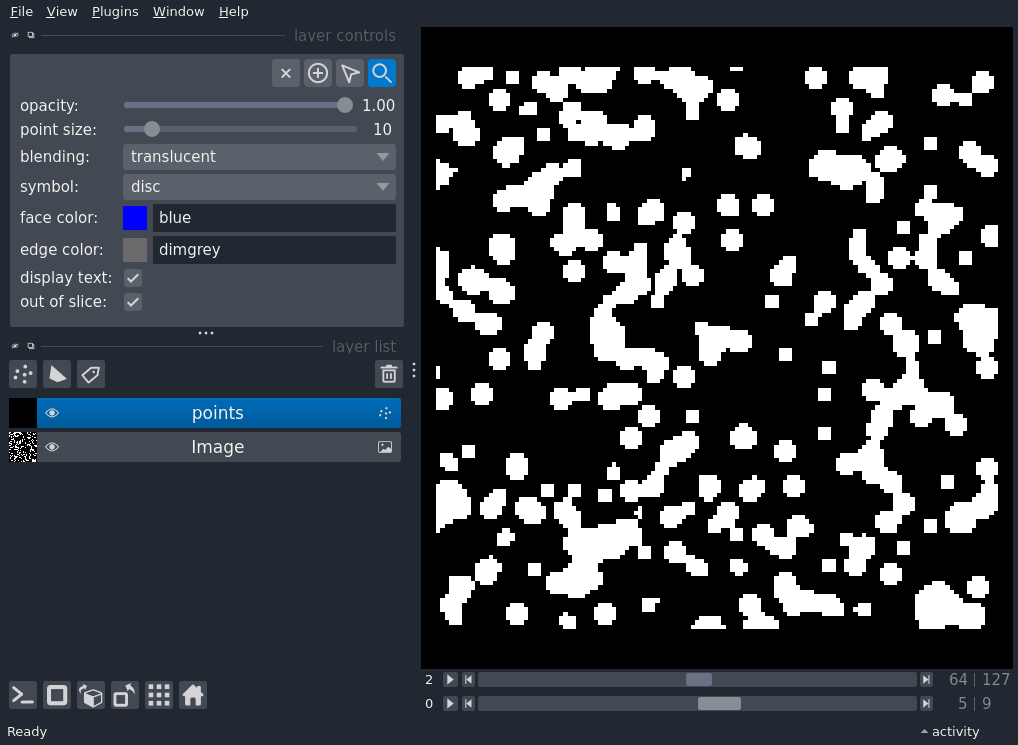 File View Plugins Window Help
layer controls
opacity: 1.00
point size: 10
blending: translucent
symbol: disc
face color: blue
edge color: dimgrey
display text:
out of slice:
layer list
points
Image
2 64 | 127
0 5 | 9
Ready activity